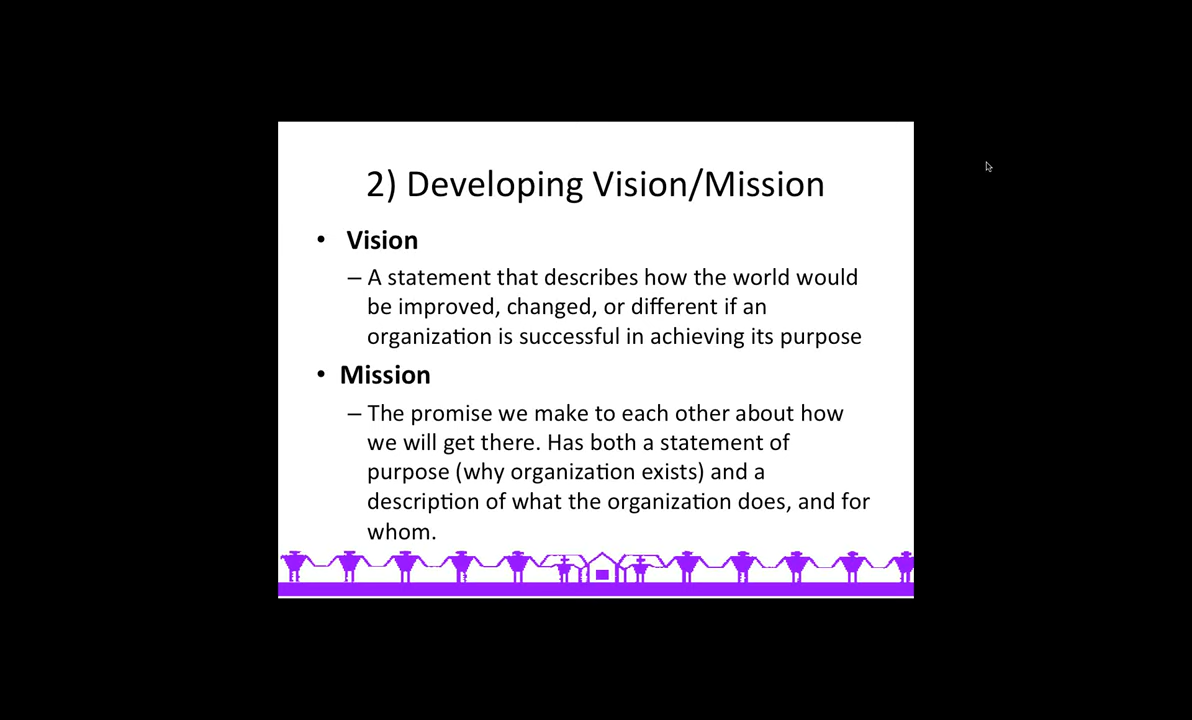 2) Developing Vision/Mission
• Vision
– A statement that describes how the world would
be improved, changed, or different if an
organization is successful in achieving its purpose
• Mission
– The promise we make to each other about how
we will get there. Has both a statement of
purpose (why organization exists) and a
description of what the organization does, and for
whom.